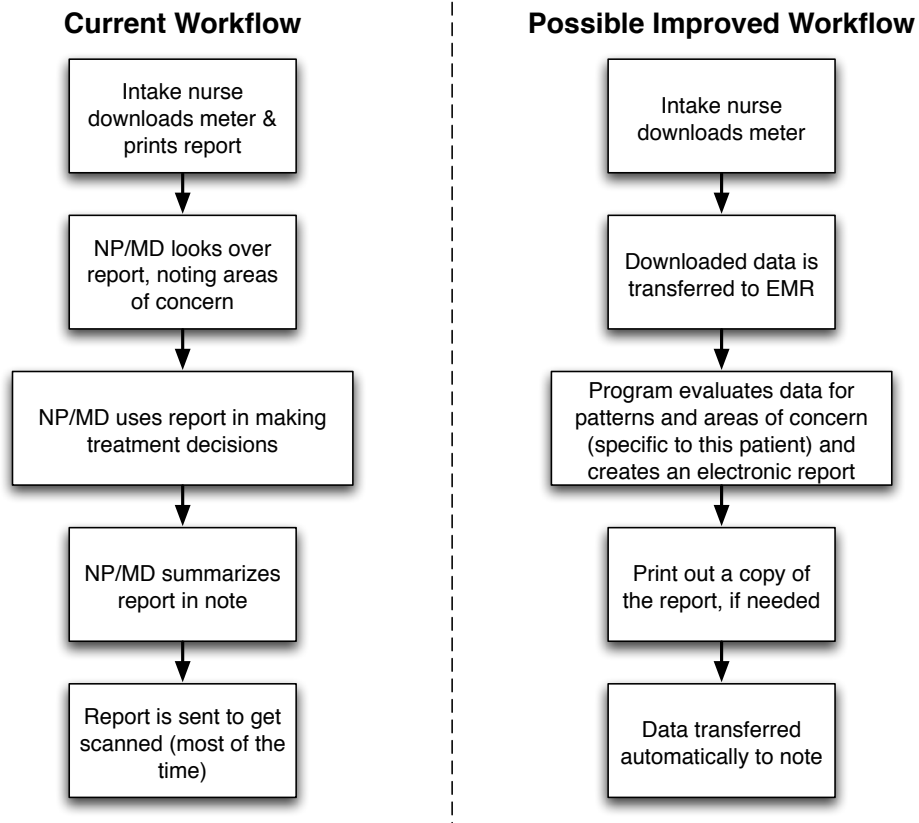 Current Workflow
Intake nurse
downloads meter &
prints report
NP/MD looks over
report, noting areas
of concern
NP/MD uses report in making
treatment decisions
NP/MD summarizes
report in note
Report is sent to get
scanned (most of the
time)
Possible Improved Workflow
Intake nurse
downloads meter
Downloaded data is
transferred to EMR
Program evaluates data for
patterns and areas of concern
(specific to this patient) and
creates an electronic report
Print out a copy of
the report, if needed
Data transferred
automatically to note